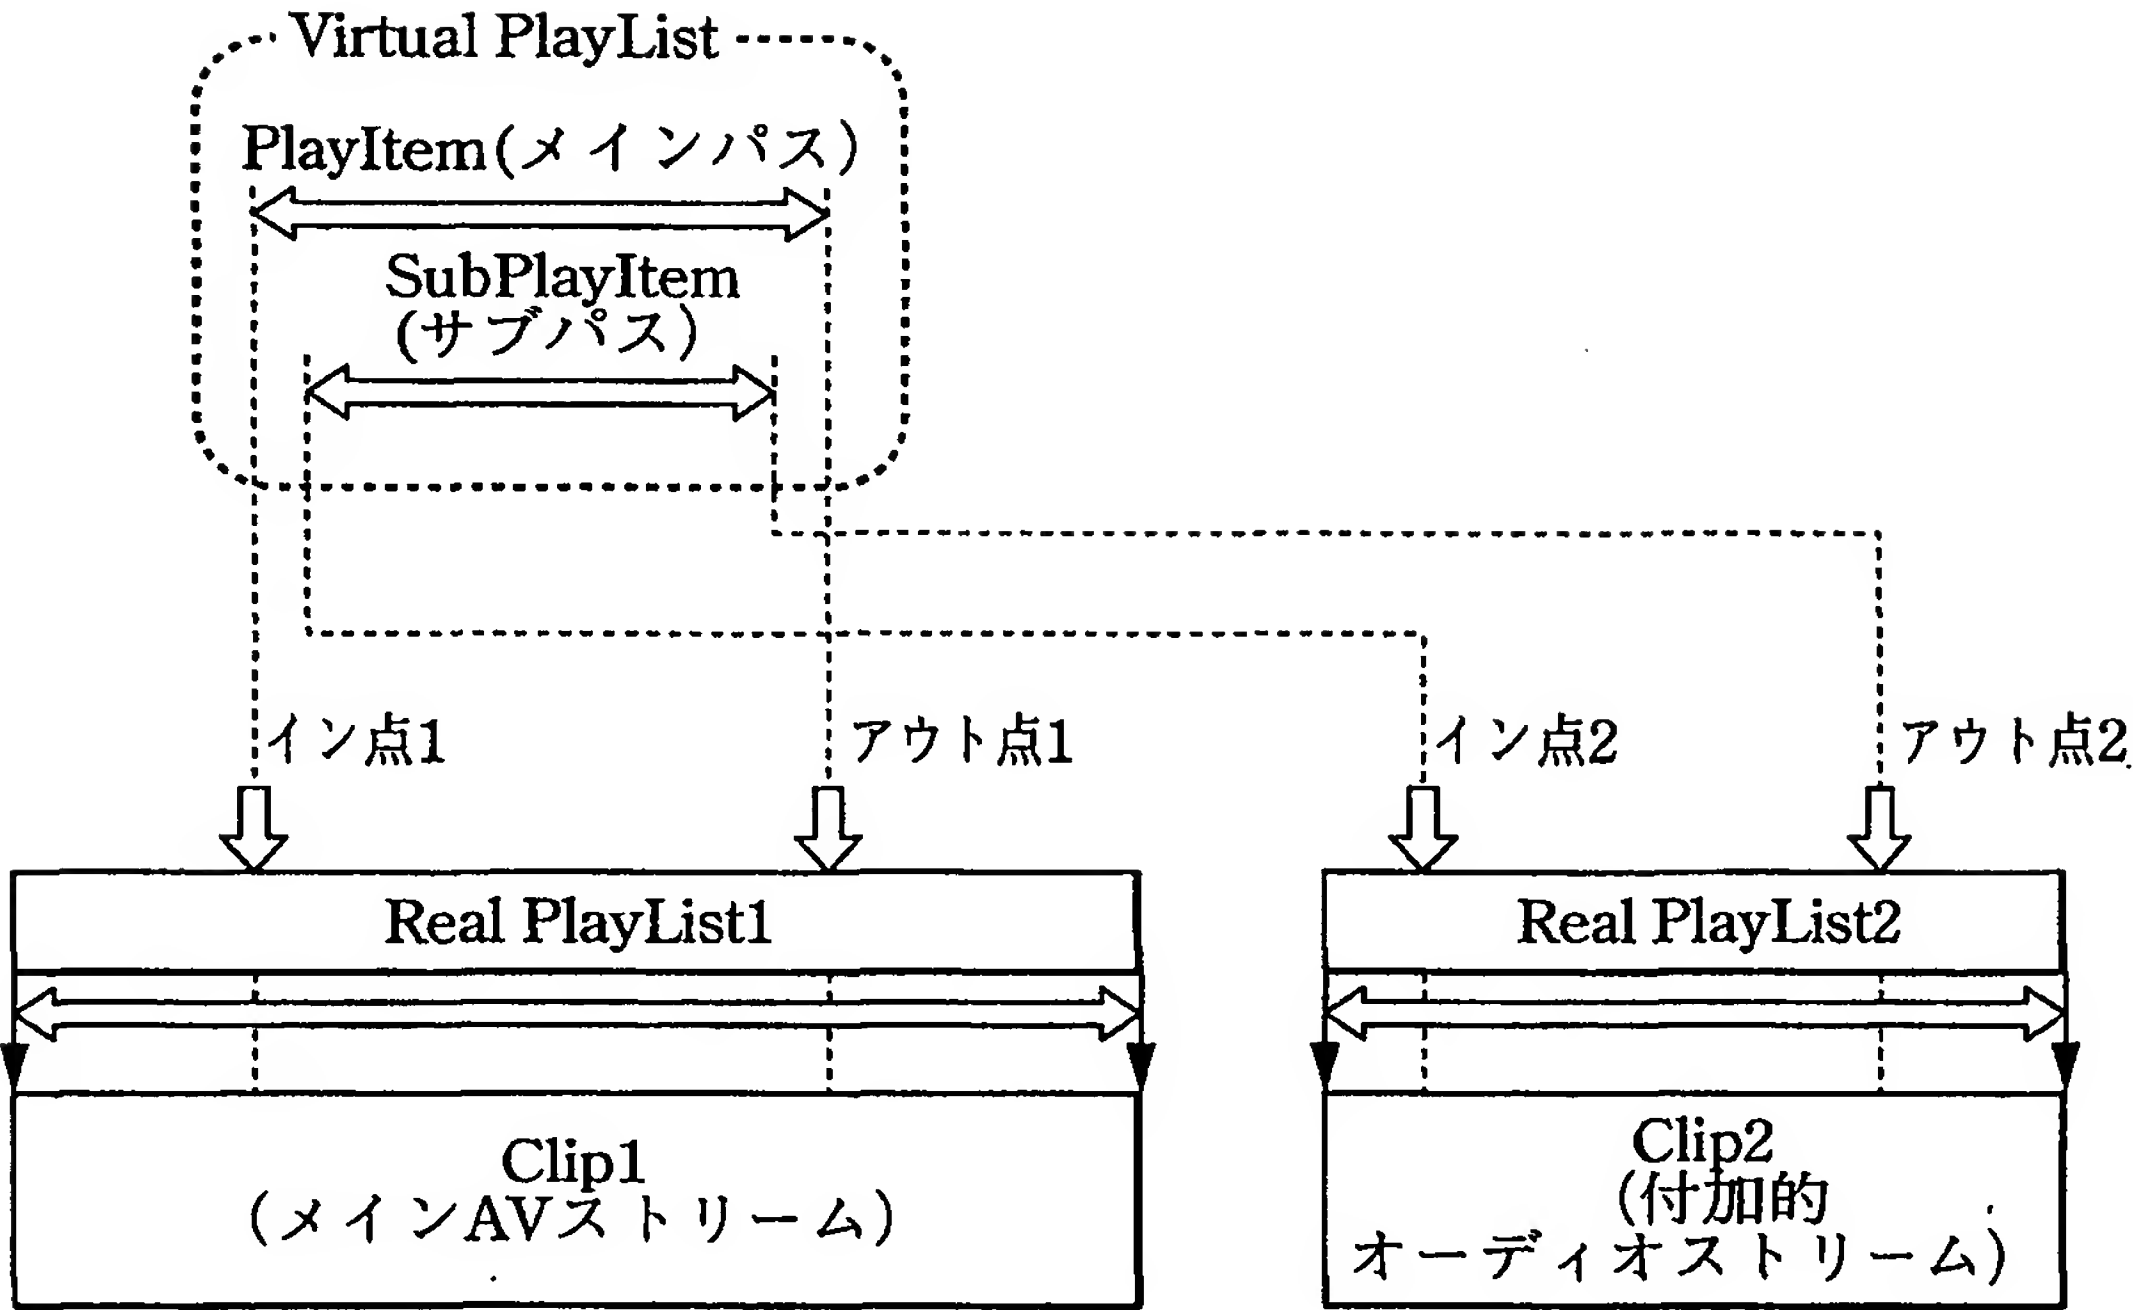 Virtual PlayList
PlayItem(メインパス)
SubPlayItem
(サブパス)
イン点1
アウト点1
イン点2
アウト点2
Real PlayList1
Real PlayList2
Clip1
(メインAVストリーム)
Clip2
(付加的
オーディオストリーム)